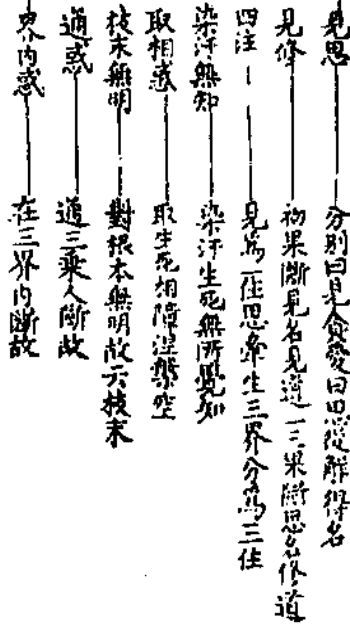 見思——分別曰見貪愛曰思從解得名
見修——初果斷見名見道二三果斷思名修道
四住——見為一住思牽生三界分為三住
染汙無知——染汙生死無所覺知
取相惑——取生死相障涅槃空
枝末無明——對根本無明故云枝末
通惑——通三乘人斷故
界內惑——在三界內斷故